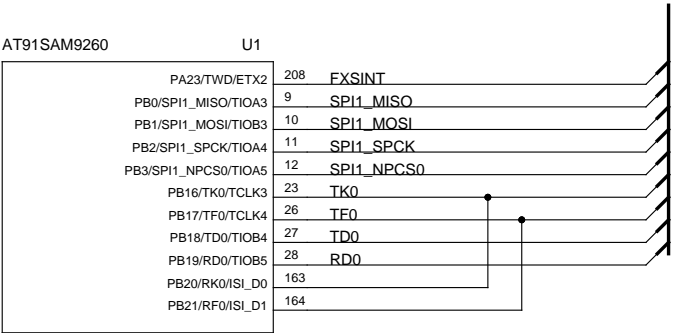 AT91SAM9260 U1
PA23/TWD/ETX2 208 FXSINT
PB0/SPI1_MISO/TIOA3 9 SPI1_MISO
PB1/SPI1_MOSI/TIOB3 10 SPI1_MOSI
PB2/SPI1_SPCK/TIOA4 11 SPI1_SPCK
PB3/SPI1_NPCS0/TIOA5 12 SPI1_NPCS0
PB16/TK0/TCLK3 23 TK0
PB17/TF0/TCLK4 26 TF0
PB18/TD0/TIOB4 27 TD0
PB19/RD0/TIOB5 28 RD0
PB20/RK0/ISI_D0 163
PB21/RF0/ISI_D1 164